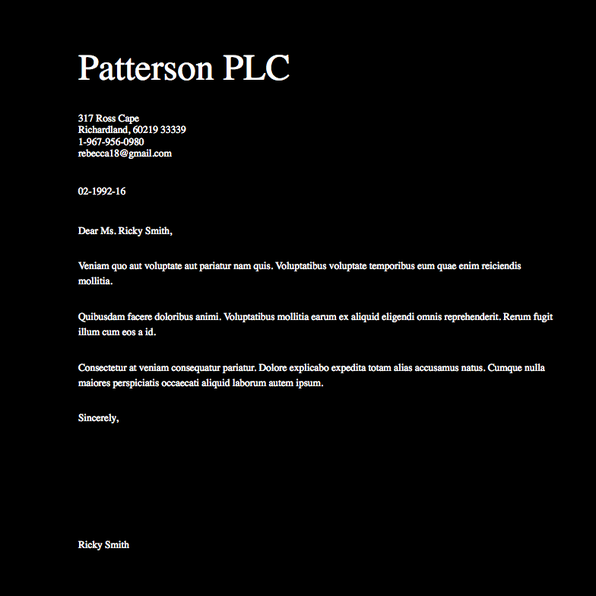 Patterson PLC
317 Ross Cape
Richardland, 60219 33339
1-967-956-0980
rebecca18@gmail.com
02-1992-16
Dear Ms. Ricky Smith,
Veniam quo aut voluptate aut pariatur nam quis. Voluptatibus voluptate temporibus eum quae enim reiciendis
mollitia.
Quibusdam facere doloribus animi. Voluptatibus mollitia earum ex aliquid eligendi omnis reprehenderit. Rerum fugit
illum cum eos a id.
Consectetur at veniam consequatur pariatur. Dolore explicabo expedita totam alias accusamus natus. Cumque nulla
maiores perspiciatis occaecati aliquid laborum autem ipsum.
Sincerely,
Ricky Smith